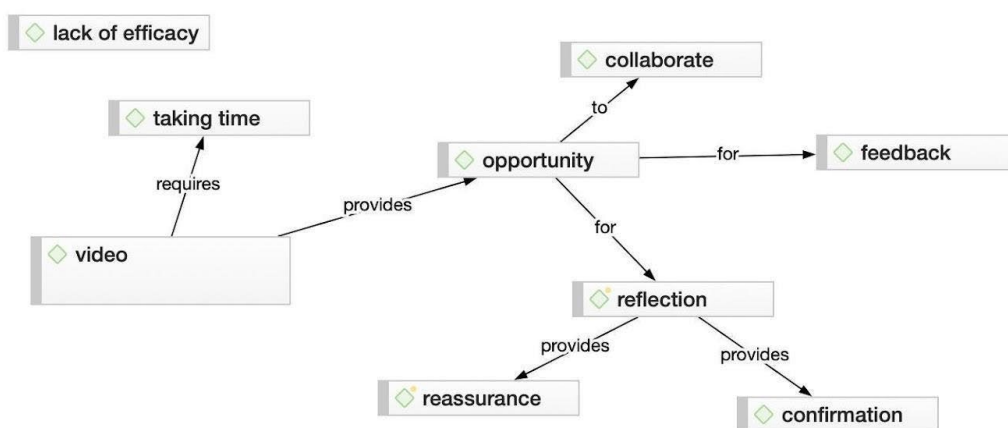 lack of efficacy
collaborate
taking time
to
opportunity
for
feedback
requires
provides
for
video
reflection
provides
provides
reassurance
confirmation